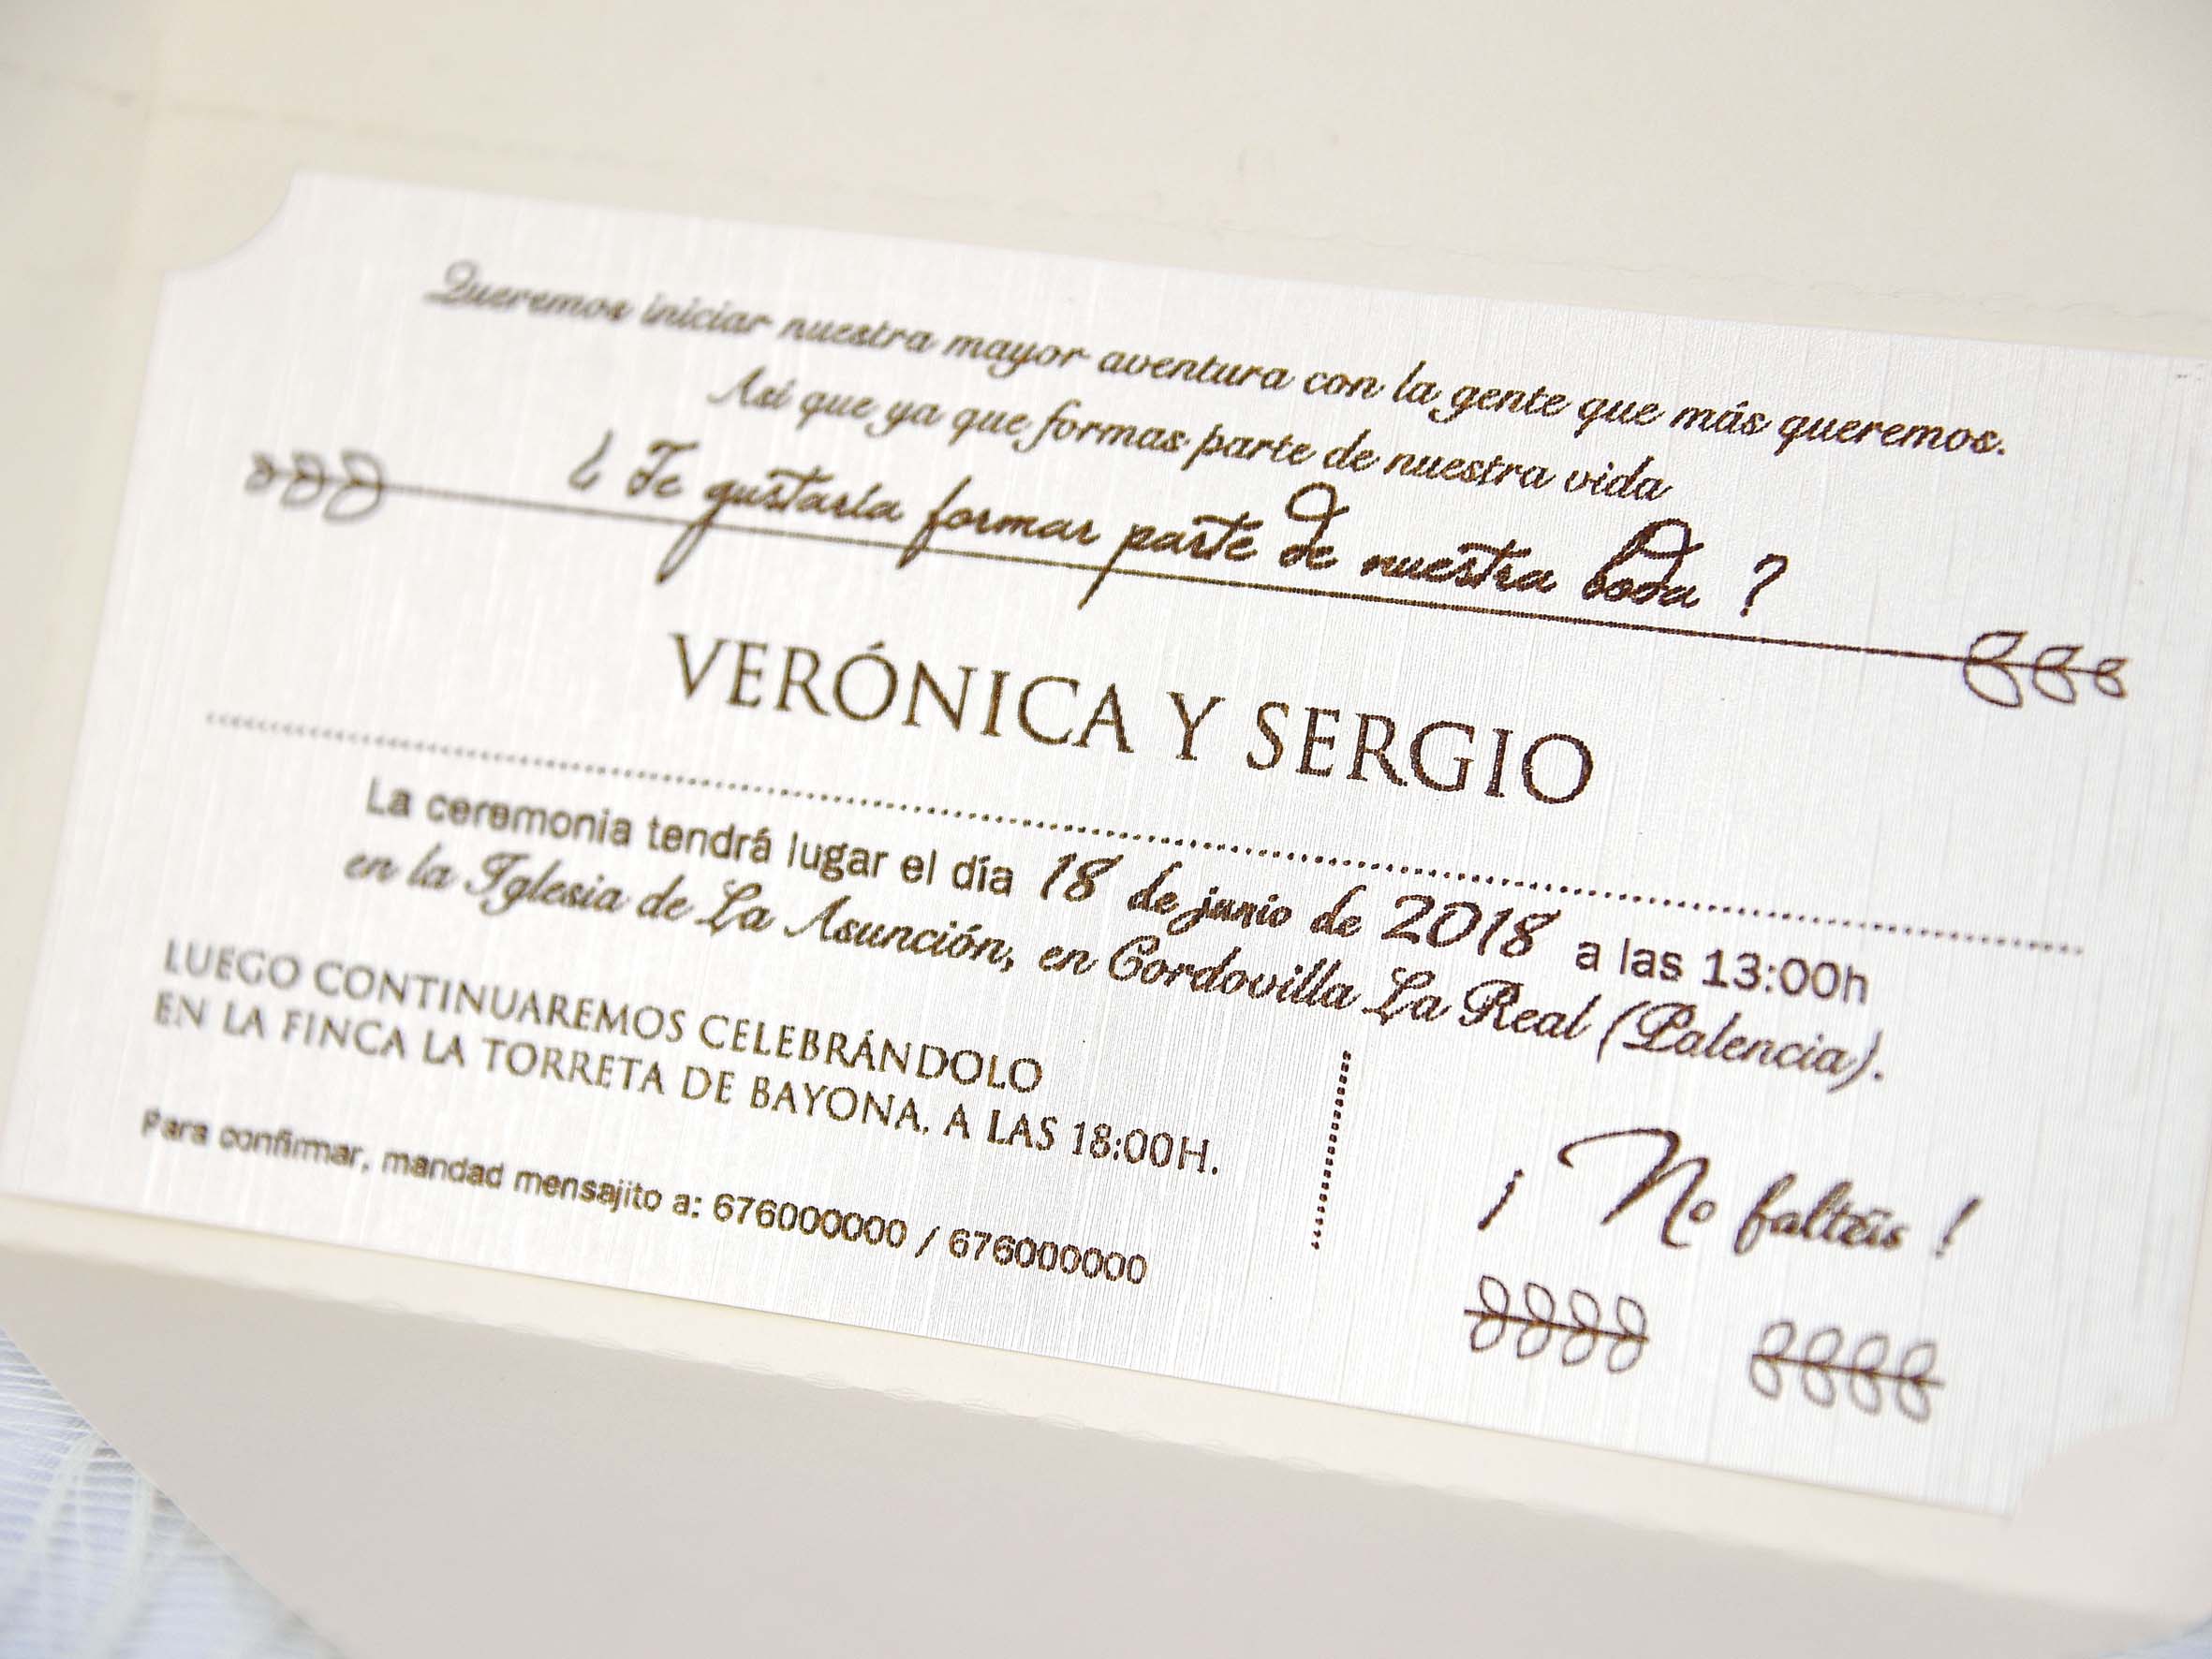 Queremos iniciar nuestra mayor aventura con la gente que más queremos.
Así que ya que formas parte de nuestra vida
¿ Te gustaría formar parte de nuestra boda ?
VERÓNICA Y SERGIO
La ceremonia tendrá lugar el día 18 de junio de 2018 a las 13:00h
en la Iglesia de La Asunción, en Cordovilla La Real (Palencia).
LUEGO CONTINUAREMOS CELEBRÁNDOLO
EN LA FINCA LA TORRETA DE BAYONA. A LAS 18:00H.
Para confirmar, mandad mensajito a: 676000000 / 676000000
¡ No faltéis !